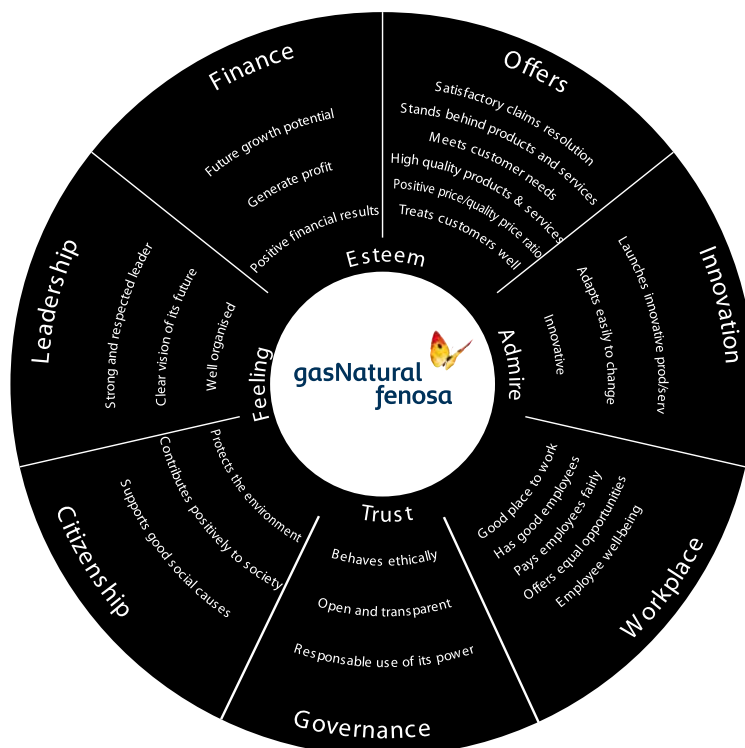 Finance
Future growth potential
Generate profit
Positive financial results
Offers
Satisfactory claims resolution
Stands behind products and services
Meets customer needs
High quality products & services
Positive price/quality price ratio
Treats customers well
Innovation
Launches innovative prod/serv
Adapts easily to change
Innovative
Workplace
Good place to work
Has good employees
Pays employees fairly
Offers equal opportunities
Employee well-being
Governance
Behaves ethically
Open and transparent
Responsable use of its power
Citizenship
Protects the environment
Contributes positively to society
Supports good social causes
Leadership
Strong and respected leader
Clear vision of its future
Well organised
Esteem
Admire
Trust
Feeling
gasNatural
fenosa